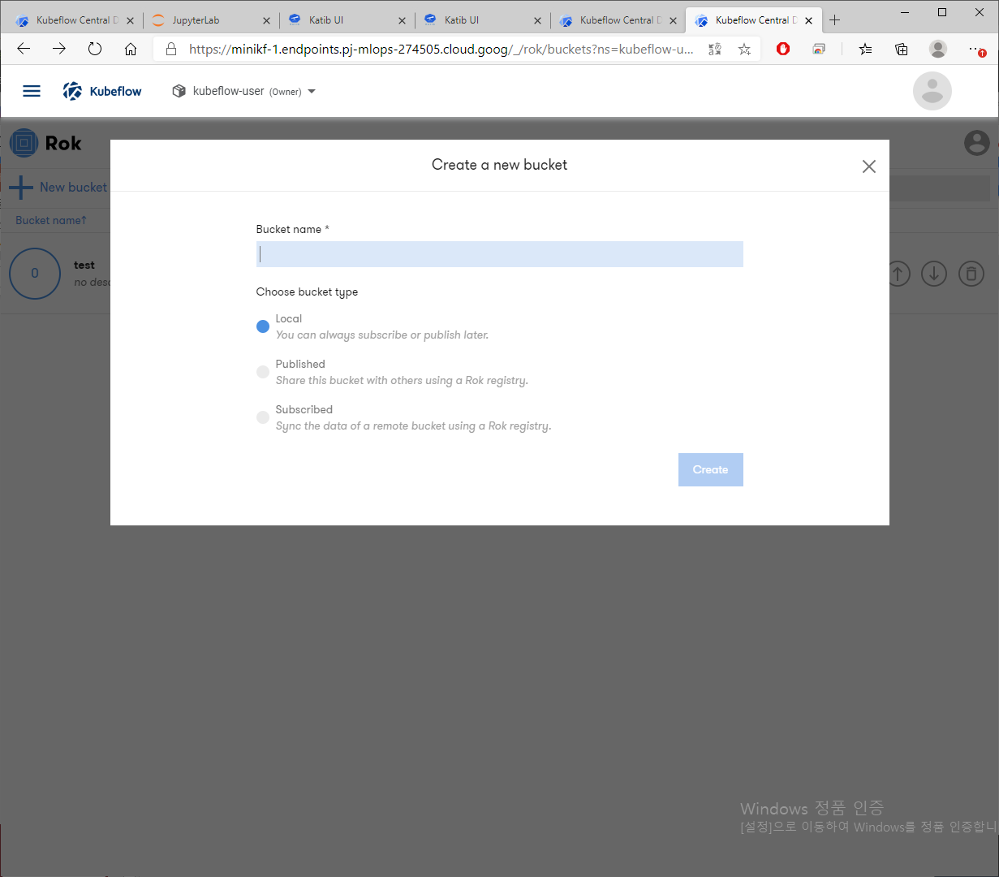 Kubeflow Central D
JupyterLab
Katib UI
Katib UI
Kubeflow Central D
Kubeflow Central D
https://minikf-1.endpoints.pj-mlops-274505.cloud.goog/_/rok/buckets?ns=kubeflow-u...
Kubeflow
kubeflow-user (Owner)
Rok
New bucket
Bucket name↑
0
test
no desc
Create a new bucket
Bucket name *
Choose bucket type
Local
You can always subscribe or publish later.
Published
Share this bucket with others using a Rok registry.
Subscribed
Sync the data of a remote bucket using a Rok registry.
Create
Windows 정품 인증
[설정]으로 이동하여 Windows를 정품 인증합니